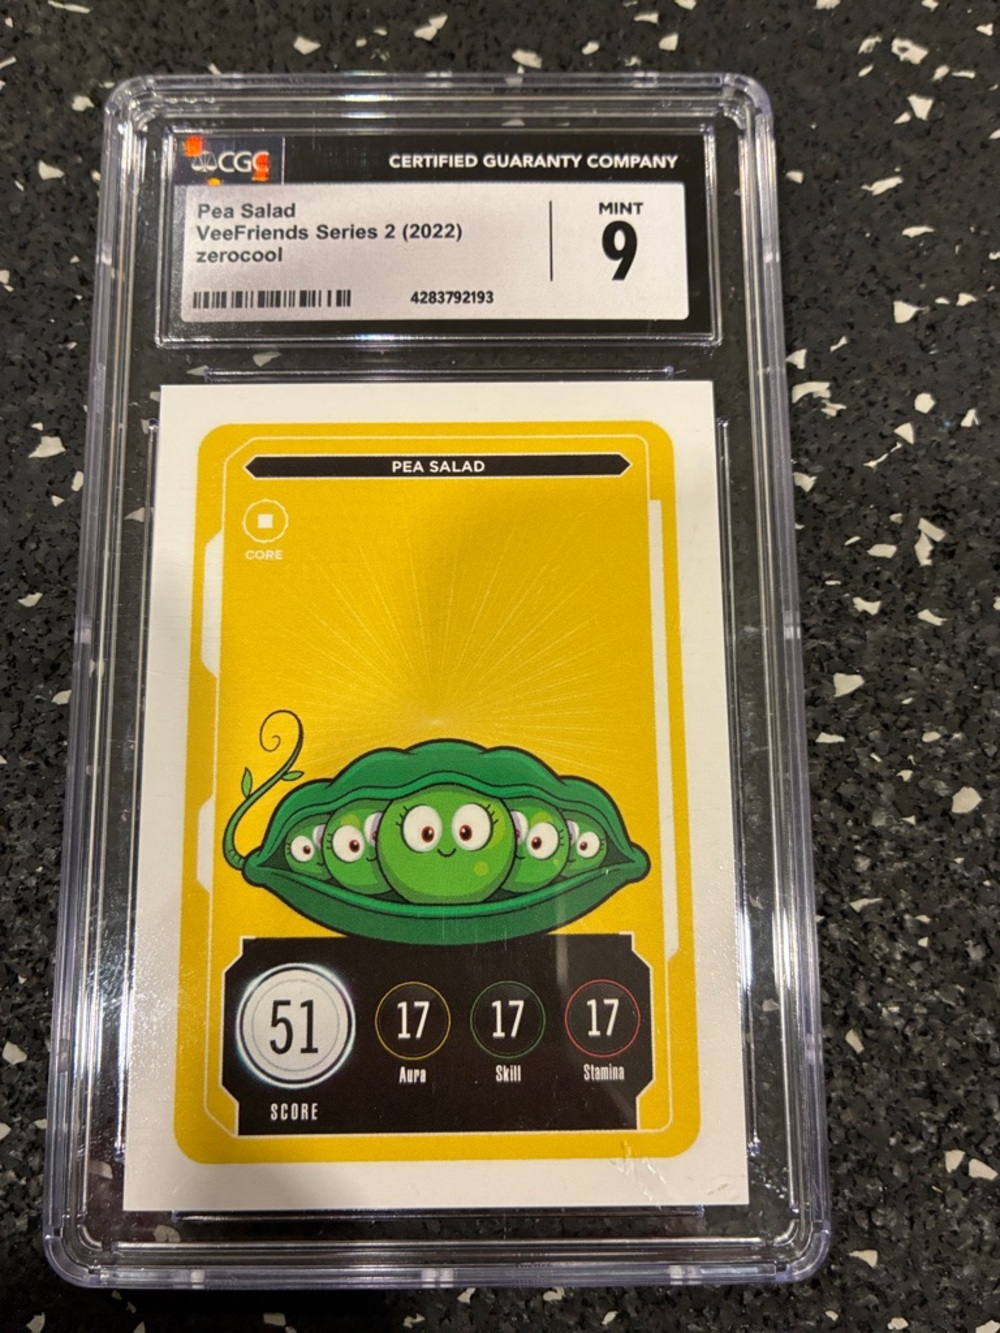 CGC
CERTIFIED GUARANTY COMPANY
Pea Salad
VeeFriends Series 2 (2022)
zerocool
MINT
9
4283792193
PEA SALAD
CORE
51
17
17
17
Aura
Skill
Stamina
SCORE